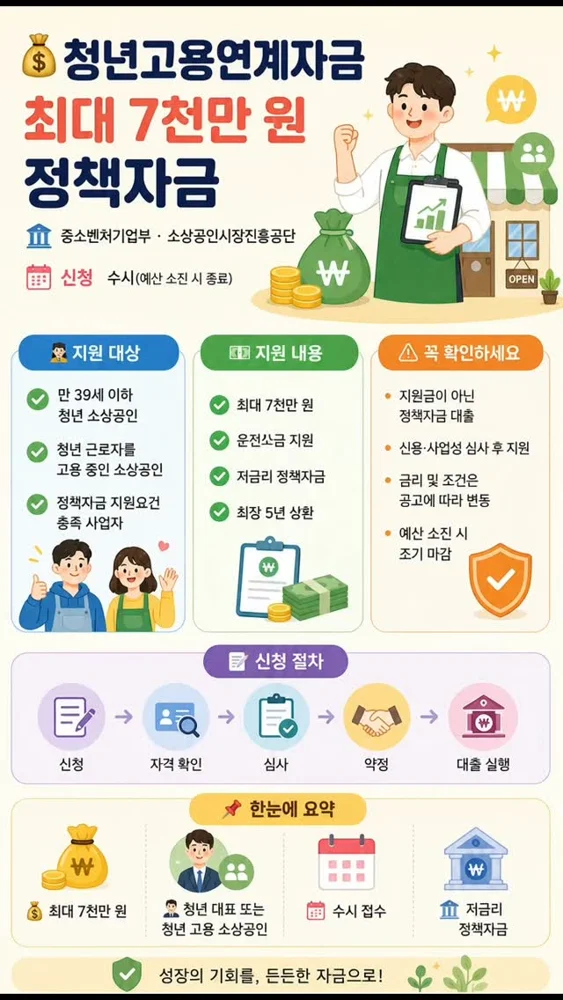 청년고용연계자금
최대 7천만 원
정책자금
중소벤처기업부 · 소상공인시장진흥공단
신청 수시(예산 소진 시 종료)
OPEN
지원 대상
만 39세 이하
청년 소상공인
청년 근로자를
고용 중인 소상공인
정책자금 지원요건
충족 사업자
지원 내용
최대 7천만 원
운전쇼금 지원
저금리 정책자금
최장 5년 상환
꼭 확인하세요
지원금이 아닌
정책자금 대출
신용·사업성 심사 후 지원
금리 및 조건은
공고에 따라 변동
예산 소진 시
조기 마감
신청 절차
신청
자격 확인
심사
약정
대출 실행
한눈에 요약
최대 7천만 원
청년 대표 또는
청년 고용 소상공인
수시 접수
저금리
정책자금
성장의 기회를, 든든한 자금으로!